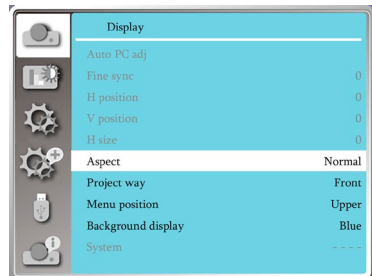 Display
Auto PC adj
Fine sync 0
H position 0
V position 0
H size 0
Aspect Normal
Project way Front
Menu position Upper
Background display Blue
System - - - -